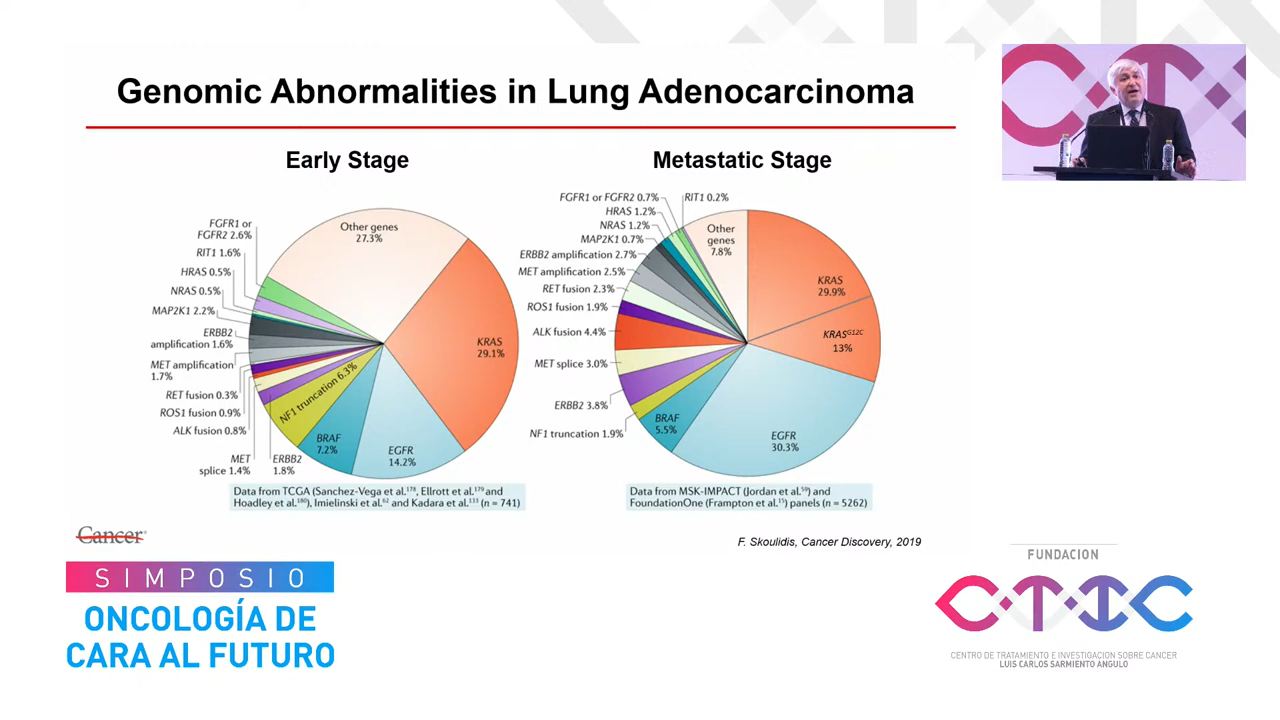 Genomic Abnormalities in Lung Adenocarcinoma
Early Stage
Other genes
27.3%
KRAS
29.1%
EGFR
14.2%
BRAF
7.2%
NF1 truncation 6.3%
ERBB2
1.8%
MET
splice 1.4%
ALK fusion 0.8%
ROS1 fusion 0.9%
RET fusion 0.3%
MET amplification
1.7%
ERBB2
amplification 1.6%
MAP2K1 2.2%
NRAS 0.5%
HRAS 0.5%
RIT1 1.6%
FGFR1 or
FGFR2 2.6%
Data from TCGA (Sanchez-Vega et al.¹⁷⁸, Ellrott et al.¹⁷⁹ and
Hoadley et al.¹⁸⁰), Imielinski et al.⁶² and Kadara et al.¹³³ (n = 741)
Metastatic Stage
FGFR1 or FGFR2 0.7%
RIT1 0.2%
HRAS 1.2%
NRAS 1.2%
MAP2K1 0.7%
ERBB2 amplification 2.7%
MET amplification 2.5%
RET fusion 2.3%
ROS1 fusion 1.9%
ALK fusion 4.4%
MET splice 3.0%
ERBB2 3.8%
NF1 truncation 1.9%
BRAF
5.5%
EGFR
30.3%
KRASᴳ¹²ᶜ
13%
KRAS
29.9%
Other
genes
7.8%
Data from MSK-IMPACT (Jordan et al.⁵⁹) and
FoundationOne (Frampton et al.¹⁵) panels (n = 5262)
Cancer
F. Skoulidis, Cancer Discovery, 2019
SIMPOSIO
ONCOLOGÍA DE
CARA AL FUTURO
FUNDACION
CTIC
CENTRO DE TRATAMIENTO E INVESTIGACION SOBRE CANCER
LUIS CARLOS SARMIENTO ANGULO